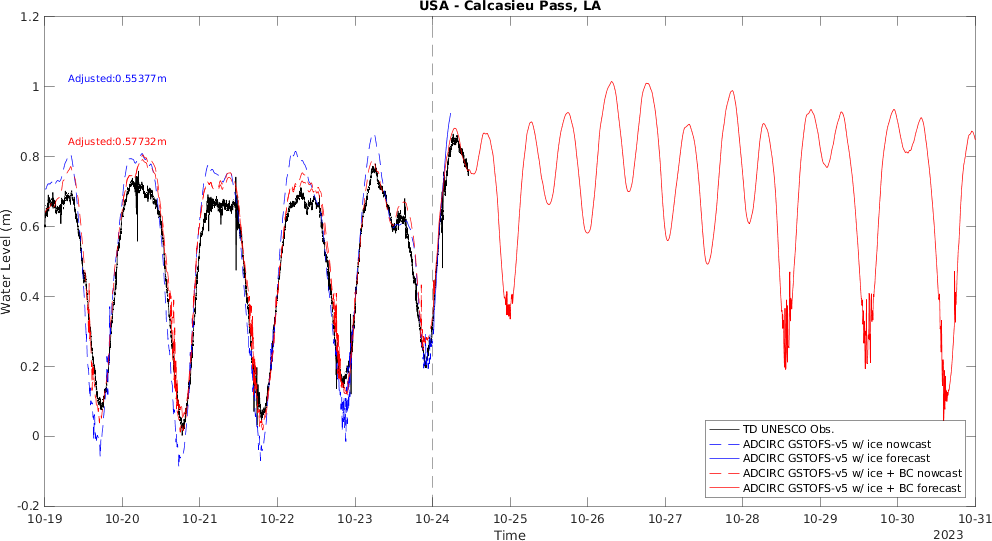 USA - Calcasieu Pass, LA
1.2
1
0.8
0.6
0.4
0.2
0
-0.2
Water Level (m)
Adjusted:0.55377m
Adjusted:0.57732m
TD UNESCO Obs.
ADCIRC GSTOFS-v5 w/ ice nowcast
ADCIRC GSTOFS-v5 w/ ice forecast
ADCIRC GSTOFS-v5 w/ ice + BC nowcast
ADCIRC GSTOFS-v5 w/ ice + BC forecast
10-19 10-20 10-21 10-22 10-23 10-24 10-25 10-26 10-27 10-28 10-29 10-30 10-31
Time
2023